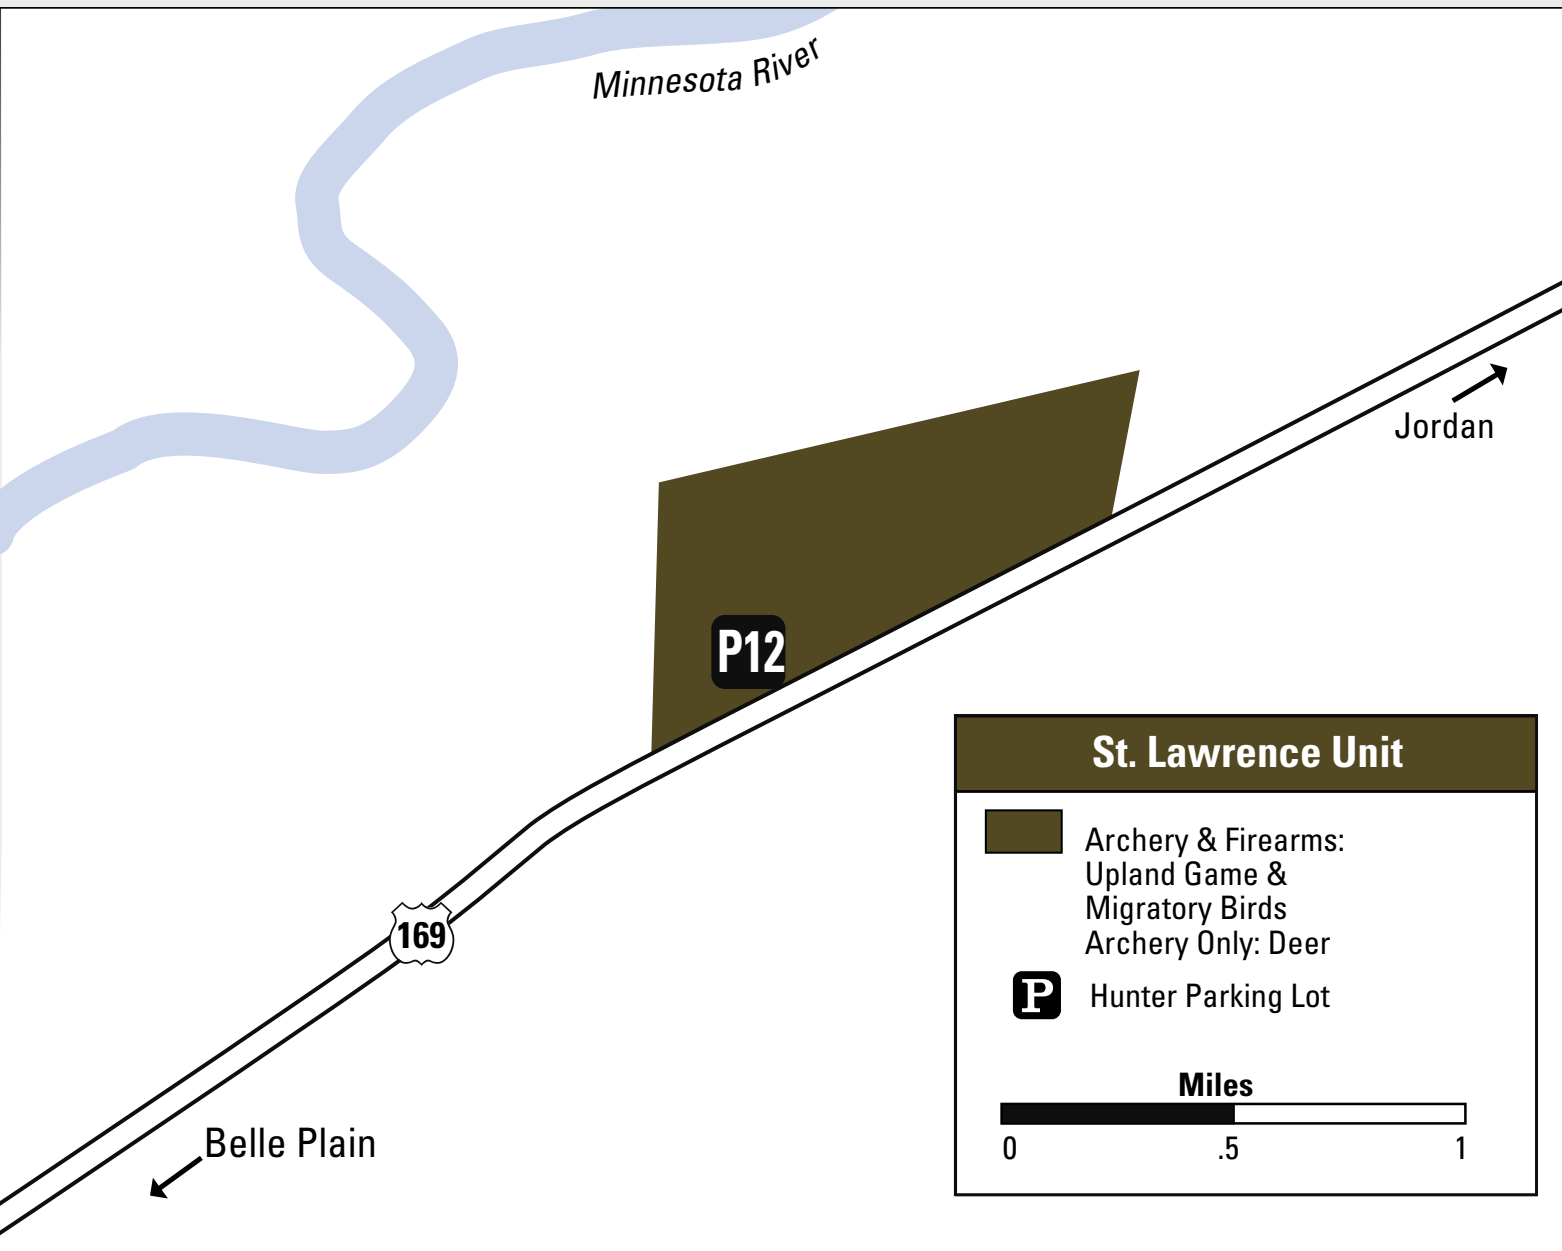 Minnesota River
Jordan
P12
169
Belle Plain
St. Lawrence Unit
Archery & Firearms:
Upland Game &
Migratory Birds
Archery Only: Deer
P
Hunter Parking Lot
Miles
0 .5 1